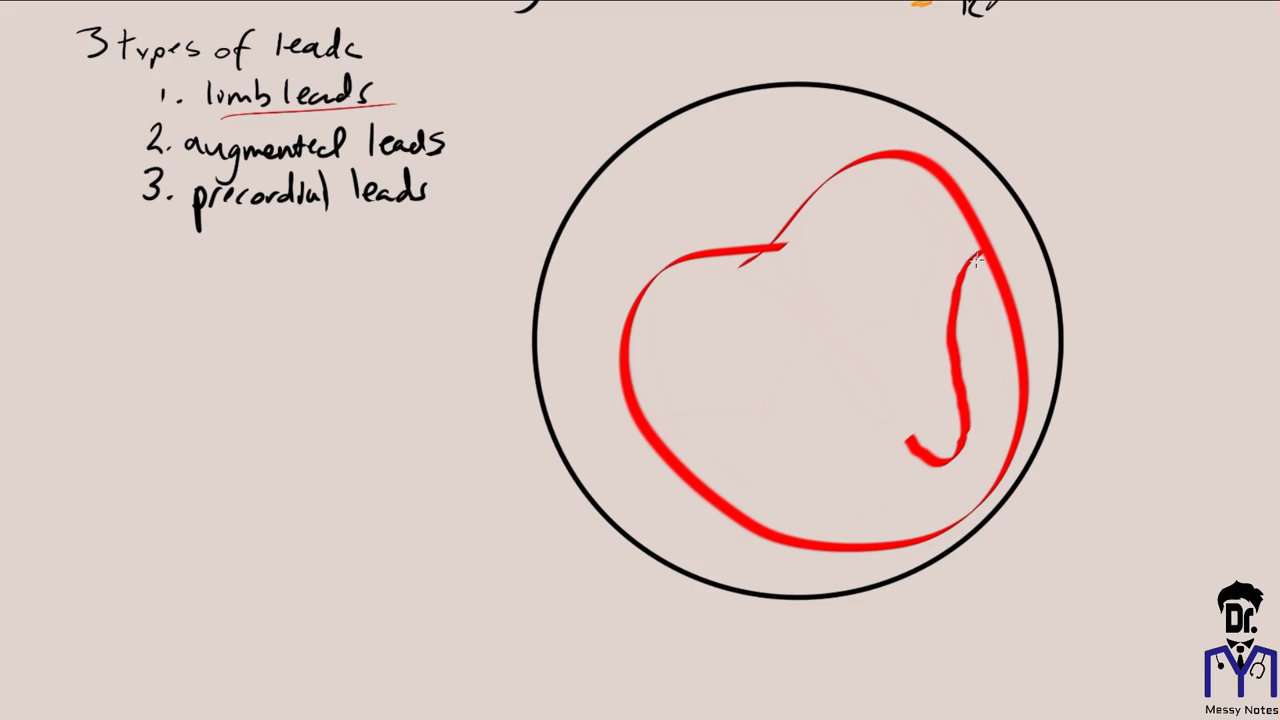 3 types of leads
1. limb leads
2. augmented leads
3. precordial leads
Dr.
Messy Notes